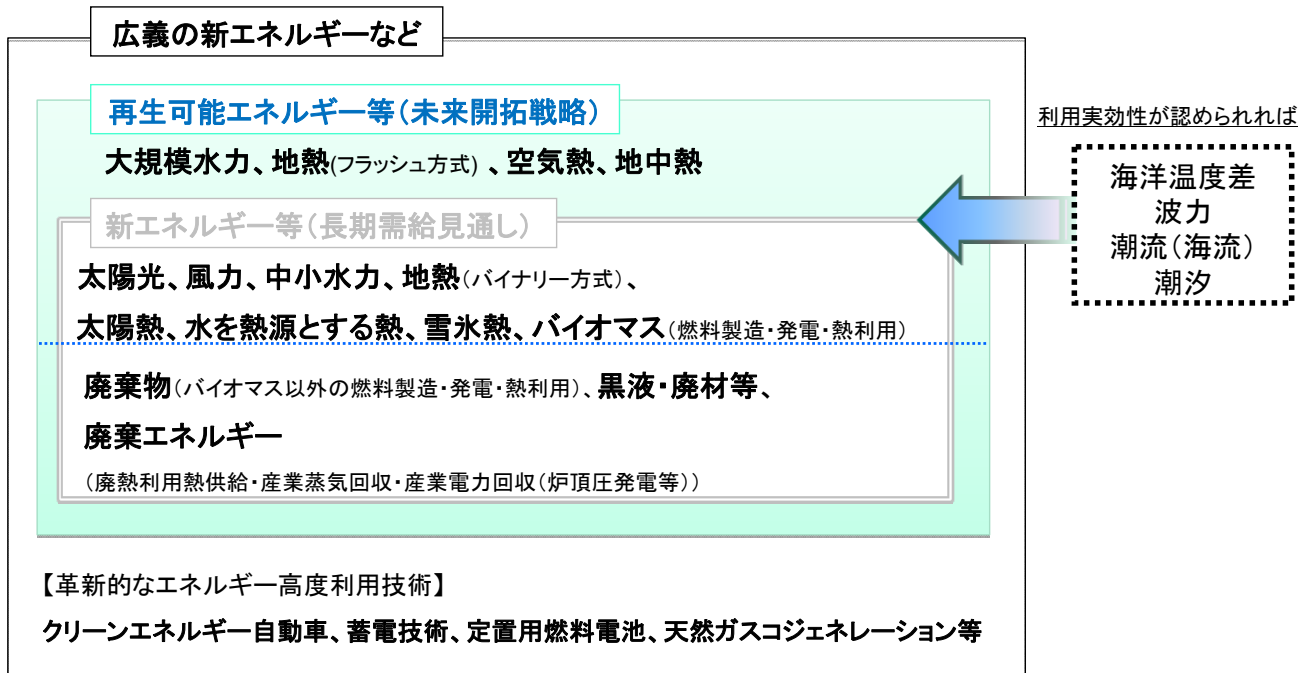 広義の新エネルギーなど
再生可能エネルギー等(未来開拓戦略)
大規模水力、地熱(フラッシュ方式) 、空気熱、地中熱
新エネルギー等(長期需給見通し)
太陽光、風力、中小水力、地熱(バイナリー方式)、
太陽熱、水を熱源とする熱、雪氷熱、バイオマス(燃料製造・発電・熱利用)
廃棄物(バイオマス以外の燃料製造・発電・熱利用)、黒液・廃材等、
廃棄エネルギー
(廃熱利用熱供給・産業蒸気回収・産業電力回収(炉頂圧発電等))
【革新的なエネルギー高度利用技術】
クリーンエネルギー自動車、蓄電技術、定置用燃料電池、天然ガスコジェネレーション等
利用実効性が認められれば
海洋温度差
波力
潮流(海流)
潮汐